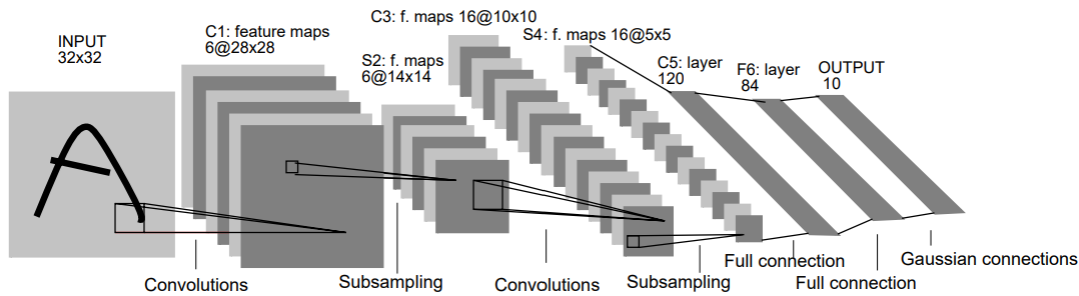 INPUT
32x32
C1: feature maps
6@28x28
S2: f. maps
6@14x14
C3: f. maps 16@10x10
S4: f. maps 16@5x5
C5: layer
120
F6: layer
84
OUTPUT
10
Convolutions
Subsampling
Convolutions
Subsampling
Full connection
Full connection
Gaussian connections